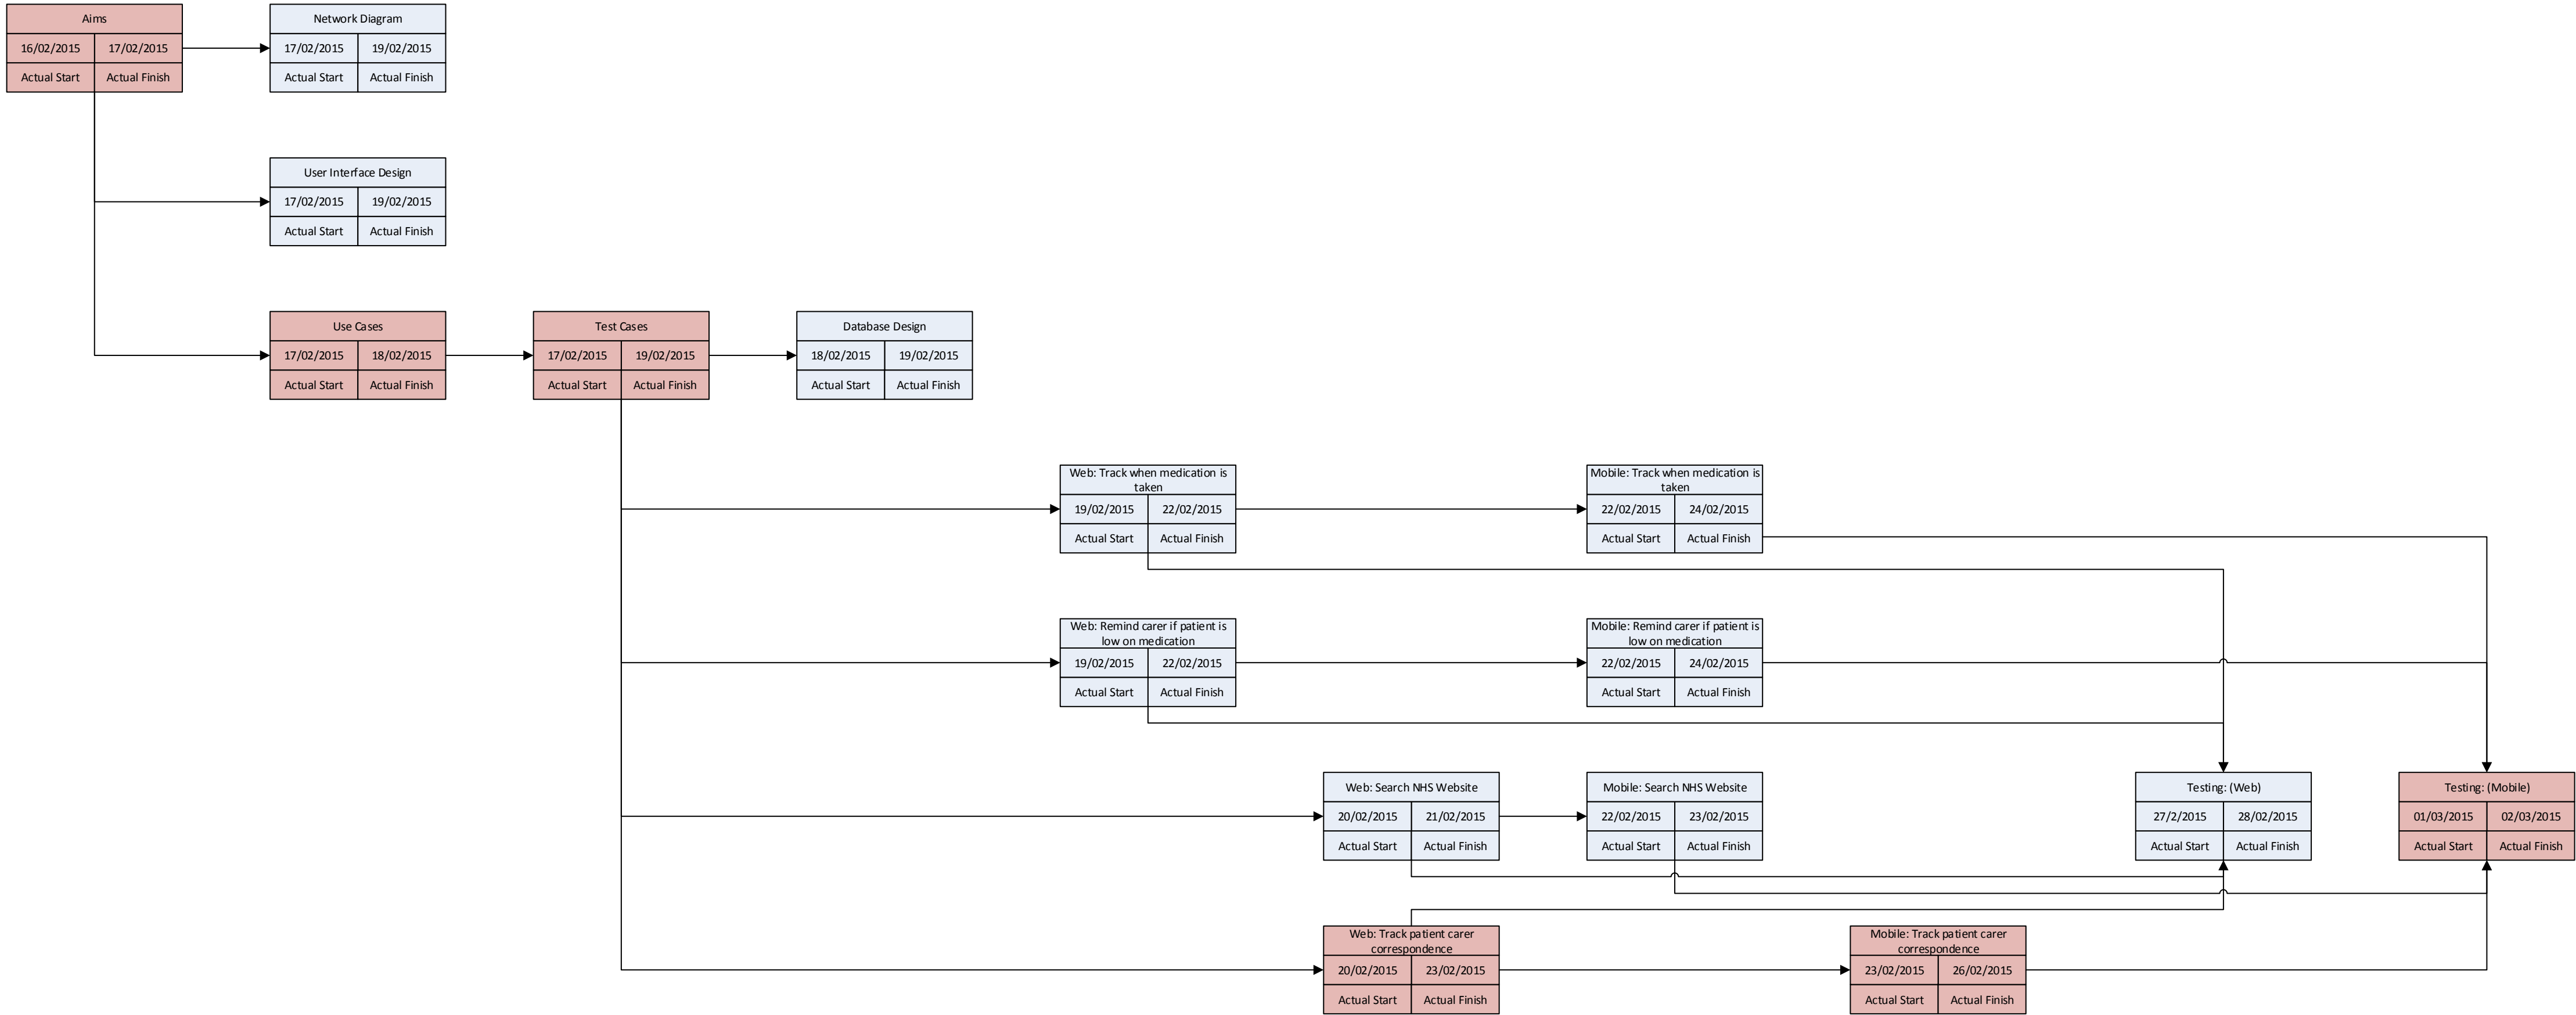 Aims
16/02/2015 17/02/2015
Actual Start Actual Finish
Network Diagram
17/02/2015 19/02/2015
Actual Start Actual Finish
User Interface Design
17/02/2015 19/02/2015
Actual Start Actual Finish
Use Cases
17/02/2015 18/02/2015
Actual Start Actual Finish
Test Cases
17/02/2015 19/02/2015
Actual Start Actual Finish
Database Design
18/02/2015 19/02/2015
Actual Start Actual Finish
Web: Track when medication is
taken
19/02/2015 22/02/2015
Actual Start Actual Finish
Mobile: Track when medication is
taken
22/02/2015 24/02/2015
Actual Start Actual Finish
Web: Remind carer if patient is
low on medication
19/02/2015 22/02/2015
Actual Start Actual Finish
Mobile: Remind carer if patient is
low on medication
22/02/2015 24/02/2015
Actual Start Actual Finish
Web: Search NHS Website
20/02/2015 21/02/2015
Actual Start Actual Finish
Mobile: Search NHS Website
22/02/2015 23/02/2015
Actual Start Actual Finish
Testing: (Web)
27/2/2015 28/02/2015
Actual Start Actual Finish
Testing: (Mobile)
01/03/2015 02/03/2015
Actual Start Actual Finish
Web: Track patient carer
correspondence
20/02/2015 23/02/2015
Actual Start Actual Finish
Mobile: Track patient carer
correspondence
23/02/2015 26/02/2015
Actual Start Actual Finish